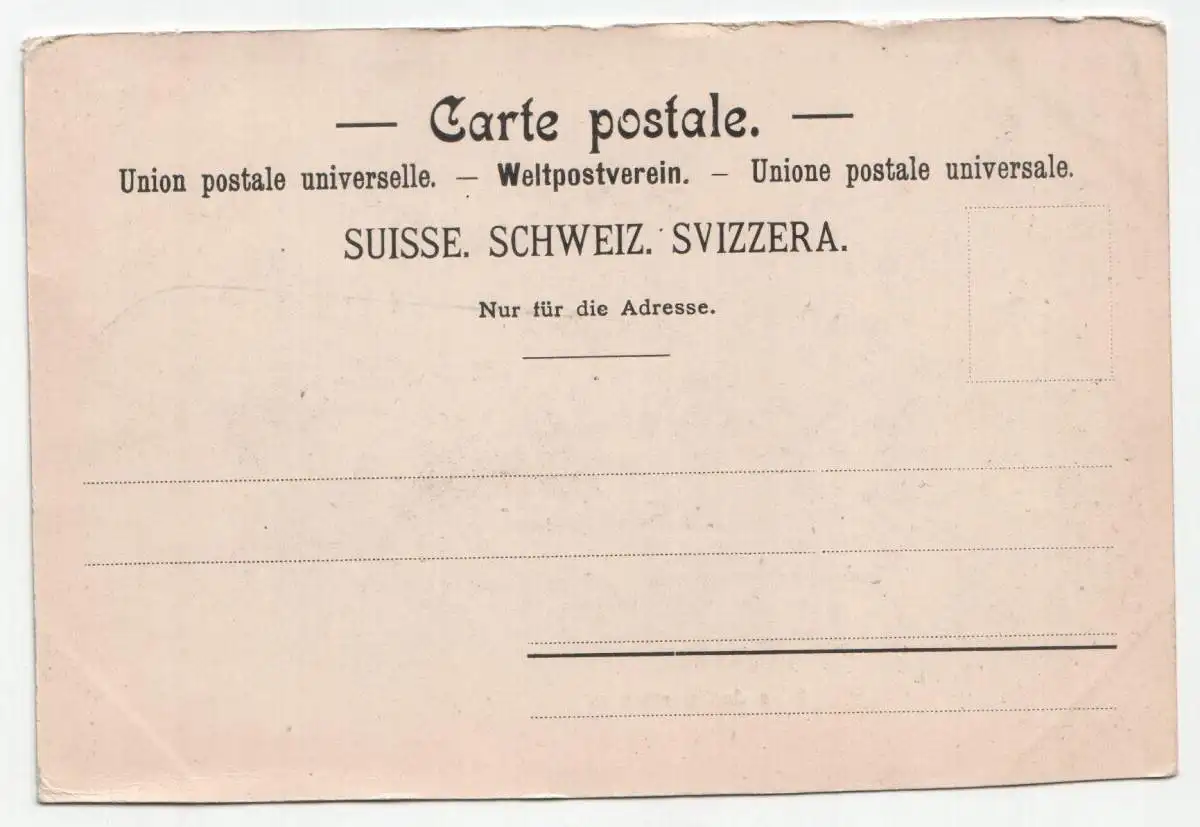 — Carte postale. —
Union postale universelle. — Weltpostverein. — Unione postale universale.
SUISSE. SCHWEIZ. SVIZZERA.
Nur für die Adresse.